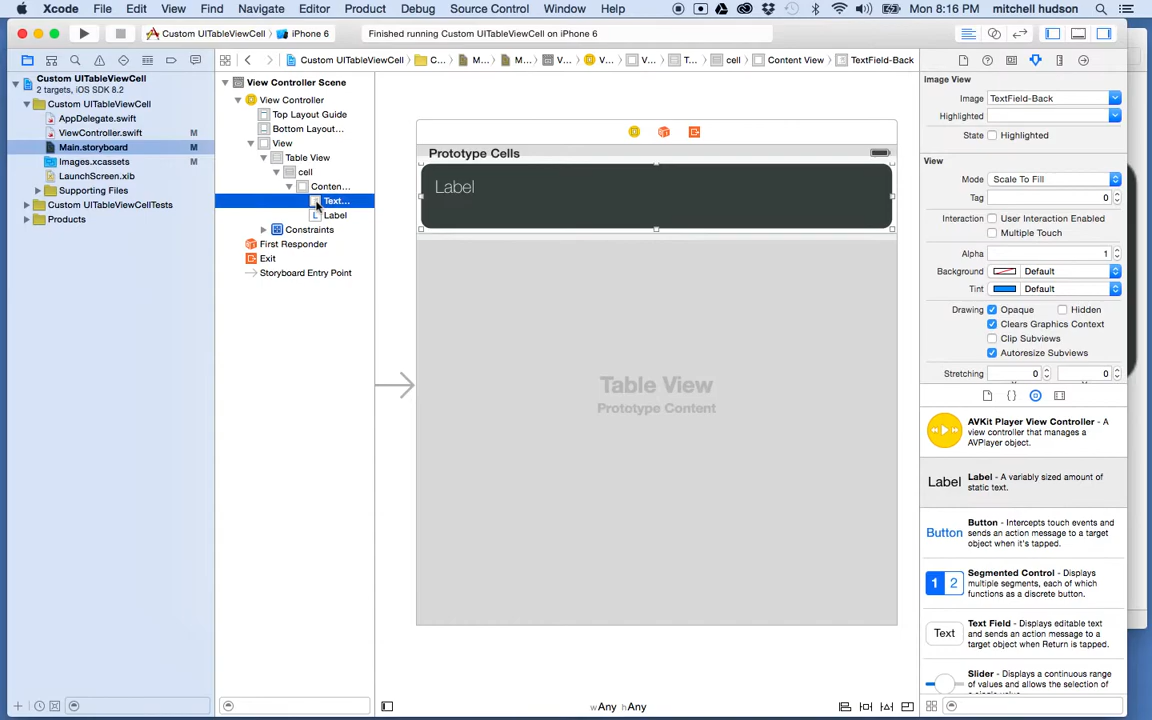 Xcode File Edit View Find Navigate Editor Product Debug Source Control Window Help Mon 8:16 PM mitchell hudson
Custom UITableViewCell iPhone 6 Finished running Custom UITableViewCell on iPhone 6
Custom UITableViewCell C... M... M... V... V... V... T... cell Content View TextField-Back
Custom UITableViewCell
2 targets, iOS SDK 8.2
Custom UITableViewCell
AppDelegate.swift
ViewController.swift M
Main.storyboard M
Images.xcassets M
LaunchScreen.xib
Supporting Files
Custom UITableViewCellTests
Products
View Controller Scene
View Controller
Top Layout Guide
Bottom Layout...
View
Table View
cell
Conten...
Text...
L Label
Constraints
First Responder
Exit
Storyboard Entry Point
Prototype Cells
Label
Table View
Prototype Content
wAny hAny
Image View
Image TextField-Back
Highlighted
State Highlighted
View
Mode Scale To Fill
Tag 0
Interaction User Interaction Enabled
Multiple Touch
Alpha 1
Background Default
Tint Default
Drawing Opaque Hidden
Clears Graphics Context
Clip Subviews
Autoresize Subviews
Stretching 0 0
AVKit Player View Controller - A
view controller that manages a
AVPlayer object.
Label Label - A variably sized amount of
static text.
Button Button - Intercepts touch events and
sends an action message to a
target object when it's tapped.
1 2 Segmented Control - Displays
multiple segments, each of which
functions as a discrete button.
Text Text Field - Displays editable text
and sends an action message to a
target object when Return is tapped.
Slider - Displays a continuous range
of values and allows the selection of